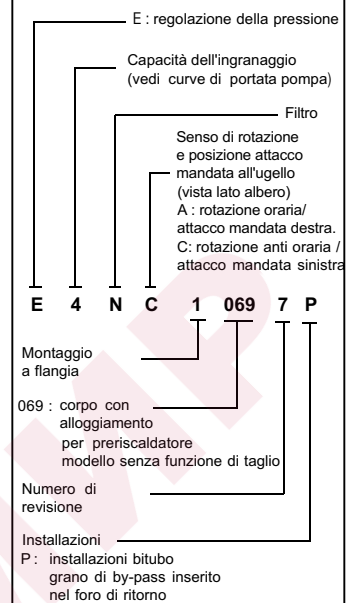 E : regolazione della pressione
Capacità dell'ingranaggio
(vedi curve di portata pompa)
Filtro
Senso di rotazione
e posizione attacco
mandata all'ugello
(vista lato albero)
A : rotazione oraria/
attacco mandata destra.
C: rotazione anti oraria /
attacco mandata sinistra
E 4 N C 1 069 7 P
Montaggio
a flangia
069 : corpo con
alloggiamento
per preriscaldatore
modello senza funzione di taglio
Numero di
revisione
Installazioni
P : installazioni bitubo
grano di by-pass inserito
nel foro di ritorno